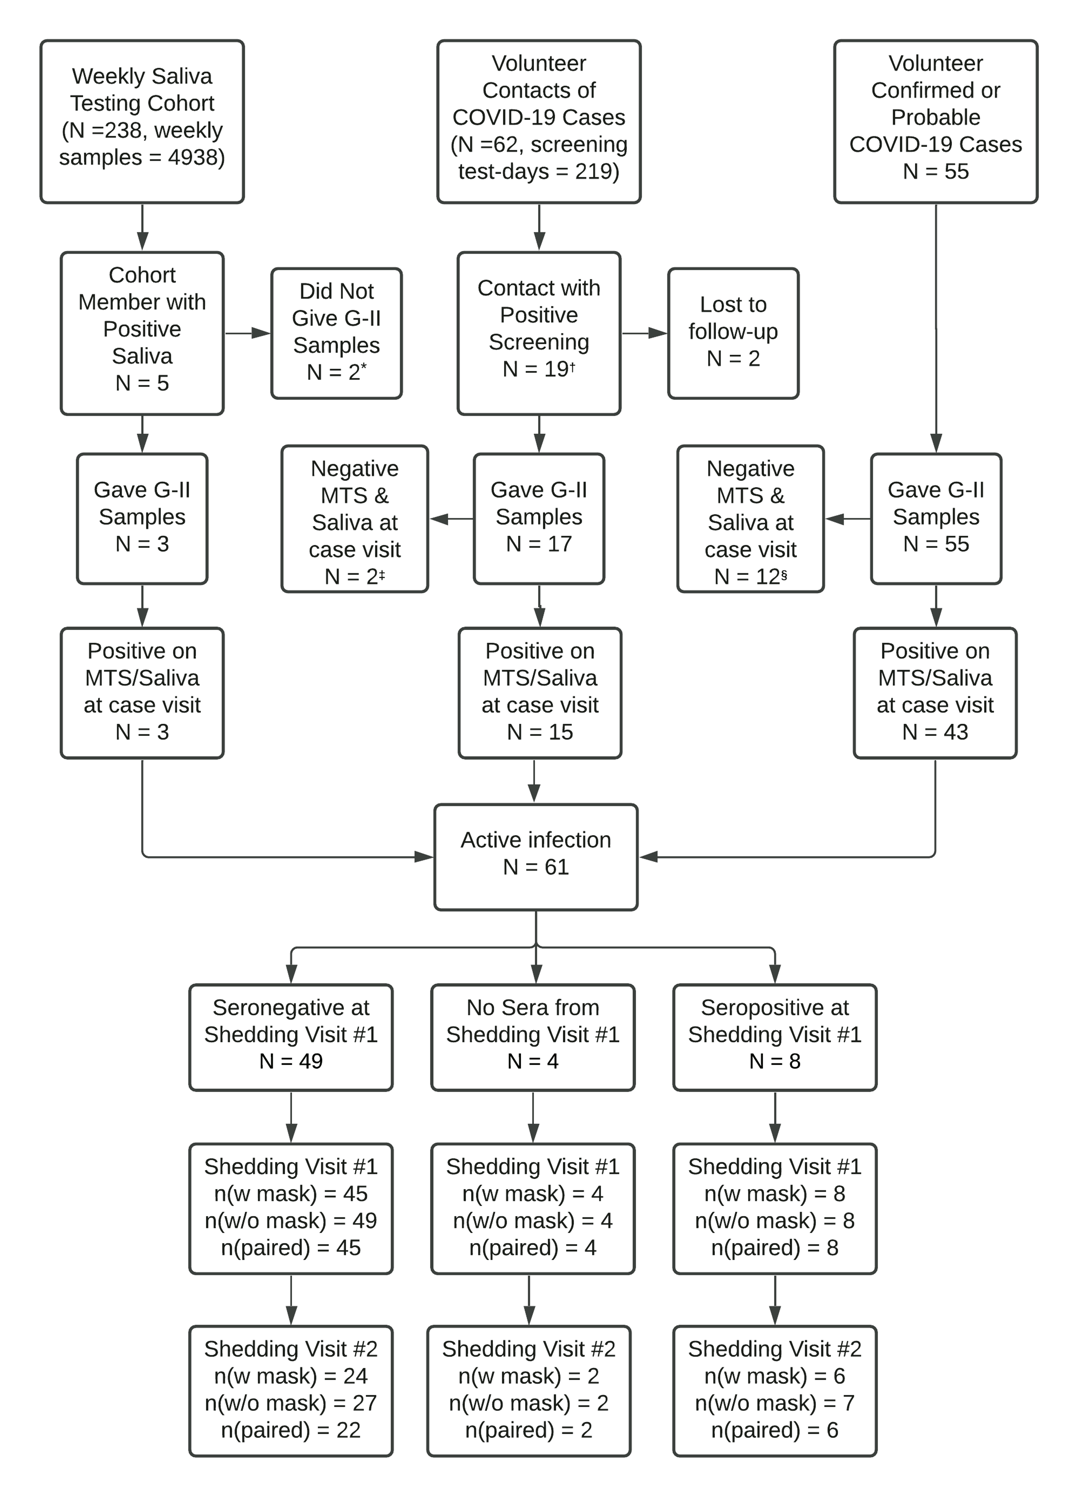 Weekly Saliva
Testing Cohort
(N =238, weekly
samples = 4938)
Volunteer
Contacts of
COVID-19 Cases
(N =62, screening
test-days = 219)
Volunteer
Confirmed or
Probable
COVID-19 Cases
N = 55
Cohort
Member with
Positive
Saliva
N = 5
Did Not
Give G-II
Samples
N = 2*
Contact with
Positive
Screening
N = 19†
Lost to
follow-up
N = 2
Gave G-II
Samples
N = 3
Negative
MTS &
Saliva at
case visit
N = 2‡
Gave G-II
Samples
N = 17
Negative
MTS &
Saliva at
case visit
N = 12§
Gave G-II
Samples
N = 55
Positive on
MTS/Saliva
at case visit
N = 3
Positive on
MTS/Saliva
at case visit
N = 15
Positive on
MTS/Saliva
at case visit
N = 43
Active infection
N = 61
Seronegative at
Shedding Visit #1
N = 49
No Sera from
Shedding Visit #1
N = 4
Seropositive at
Shedding Visit #1
N = 8
Shedding Visit #1
n(w mask) = 45
n(w/o mask) = 49
n(paired) = 45
Shedding Visit #1
n(w mask) = 4
n(w/o mask) = 4
n(paired) = 4
Shedding Visit #1
n(w mask) = 8
n(w/o mask) = 8
n(paired) = 8
Shedding Visit #2
n(w mask) = 24
n(w/o mask) = 27
n(paired) = 22
Shedding Visit #2
n(w mask) = 2
n(w/o mask) = 2
n(paired) = 2
Shedding Visit #2
n(w mask) = 6
n(w/o mask) = 7
n(paired) = 6